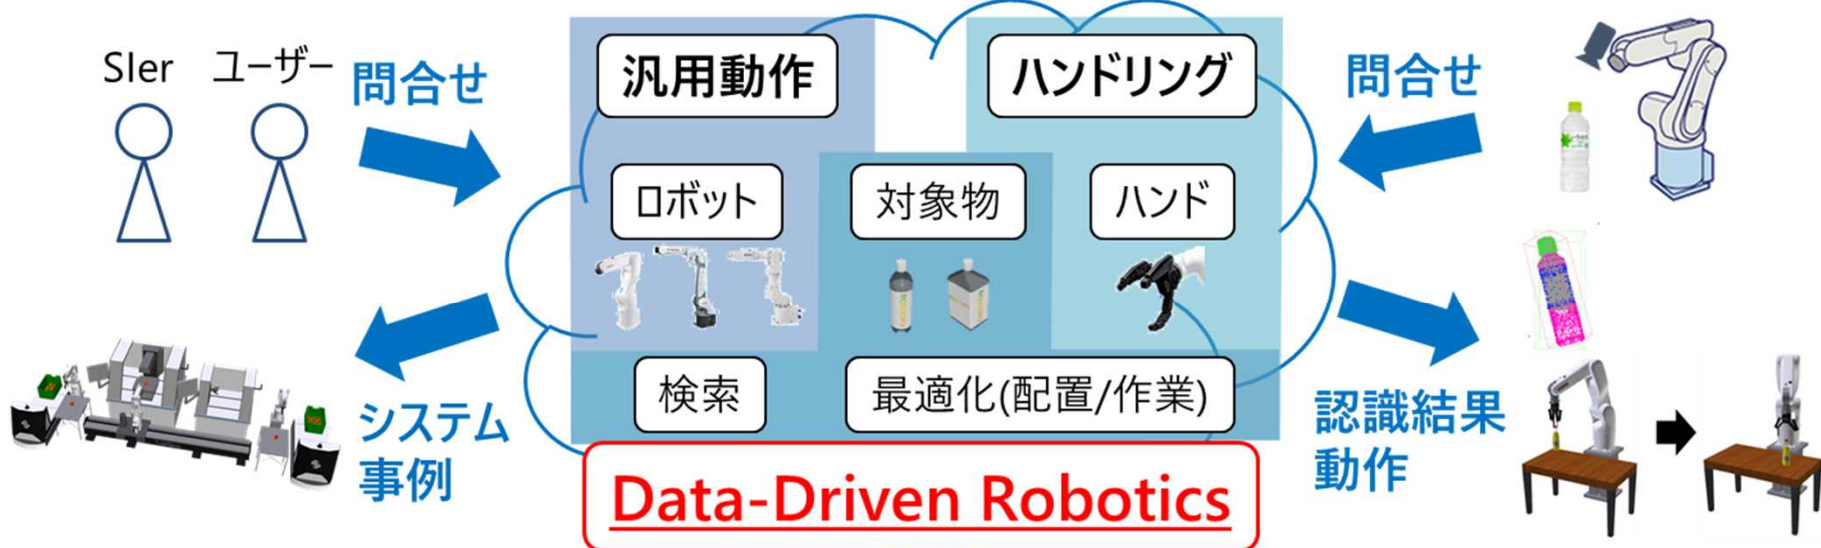 SIer
ユーザー
問合せ
汎用動作
ハンドリング
問合せ
ロボット
対象物
ハンド
検索
最適化(配置/作業)
システム
事例
認識結果
動作
Data-Driven Robotics